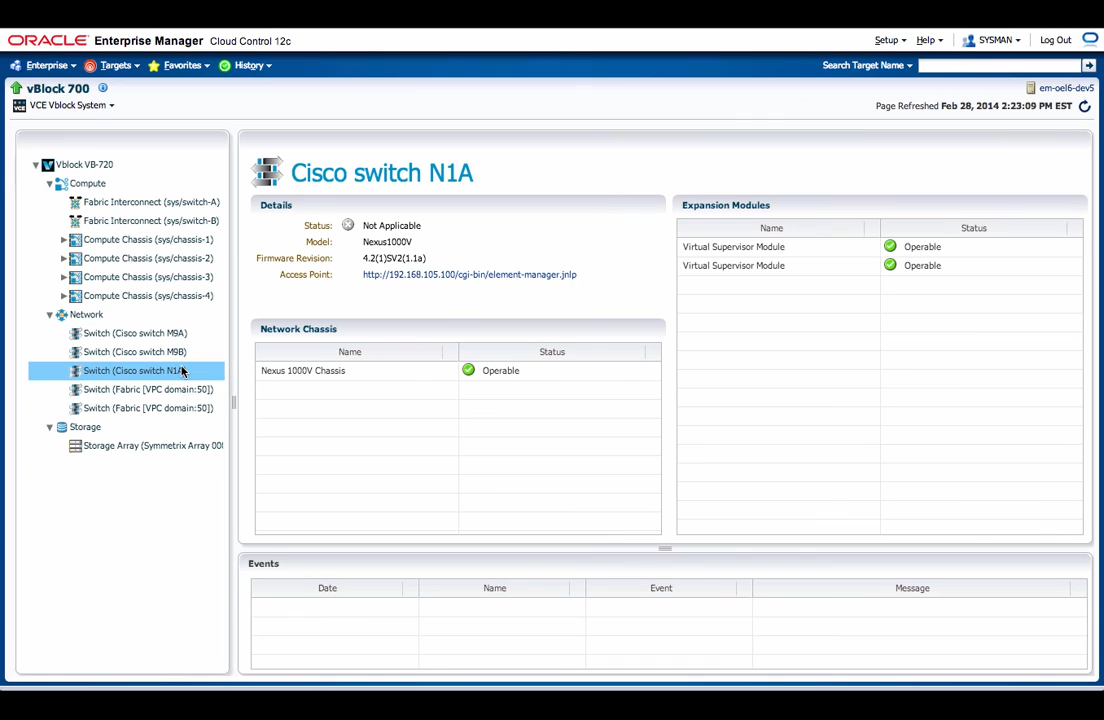 ORACLE Enterprise Manager Cloud Control 12c
Setup Help SYSMAN Log Out
Enterprise Targets Favorites History Search Target Name
vBlock 700 em-oel6-dev5
VCE VCE Vblock System Page Refreshed Feb 28, 2014 2:23:09 PM EST
Vblock VB-720
Compute
Fabric Interconnect (sys/switch-A)
Fabric Interconnect (sys/switch-B)
Compute Chassis (sys/chassis-1)
Compute Chassis (sys/chassis-2)
Compute Chassis (sys/chassis-3)
Compute Chassis (sys/chassis-4)
Network
Switch (Cisco switch M9A)
Switch (Cisco switch M9B)
Switch (Cisco switch N1A
Switch (Fabric [VPC domain:50])
Switch (Fabric [VPC domain:50])
Storage
Storage Array (Symmetrix Array 000
Cisco switch N1A
Details
Status: Not Applicable
Model: Nexus1000V
Firmware Revision: 4.2(1)SV2(1.1a)
Access Point: http://192.168.105.100/cgi-bin/element-manager.jnlp
Network Chassis
Name Status
Nexus 1000V Chassis Operable
Expansion Modules
Name Status
Virtual Supervisor Module Operable
Virtual Supervisor Module Operable
Events
Date Name Event Message